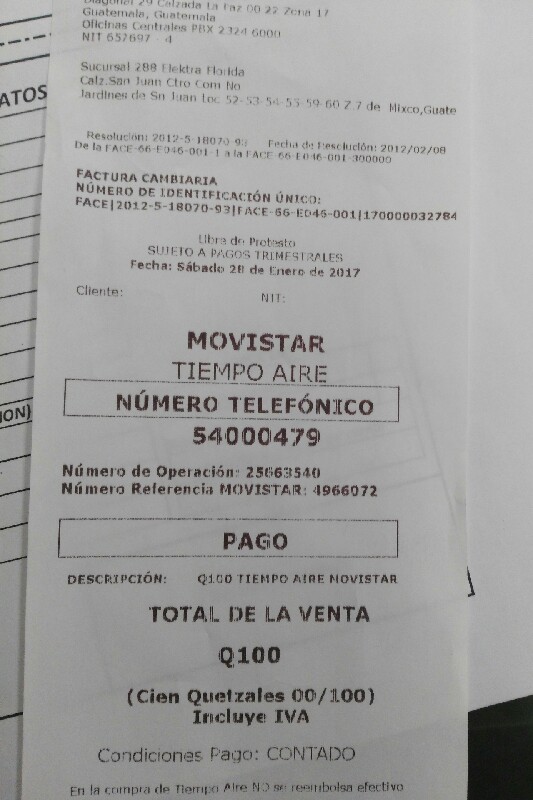 Diagonal 29 Calzada La Paz 00 22 Zona 17
Guatemala, Guatemala
Oficinas Centrales PBX 2324 6000
NIT 657697 - 4
Sucursal 288 Elektra Florida
Calz.San Juan Ctro Com No
Jardines de Sn Juan Loc 52-53-54-55-59-60 Z.7 de Mixco,Guate
ATOS
Resolución: 2012-5-18070-93 Fecha de Resolución: 2012/02/08
De la FACE-66-E046-001-1 a la FACE-66-E046-001-300000
FACTURA CAMBIARIA
NÚMERO DE IDENTIFICACIÓN ÚNICO:
FACE|2012-5-18070-93|FACE-66-E046-001|170000032784
Libra de Protesto
SUJETO A PAGOS TRIMESTRALES
Fecha: Sábado 28 de Enero de 2017
Cliente: NIT:
MOVISTAR
TIEMPO AIRE
ION)
NÚMERO TELEFÓNICO
54000479
Número de Operación: 25663540
Número Referencia MOVISTAR: 4966072
PAGO
DESCRIPCIÓN: Q100 TIEMPO AIRE MOVISTAR
TOTAL DE LA VENTA
Q100
(Cien Quetzales 00/100)
Incluye IVA
Condiciones Pago: CONTADO
En la compra de Tiempo Aire NO se reembolsa efectivo